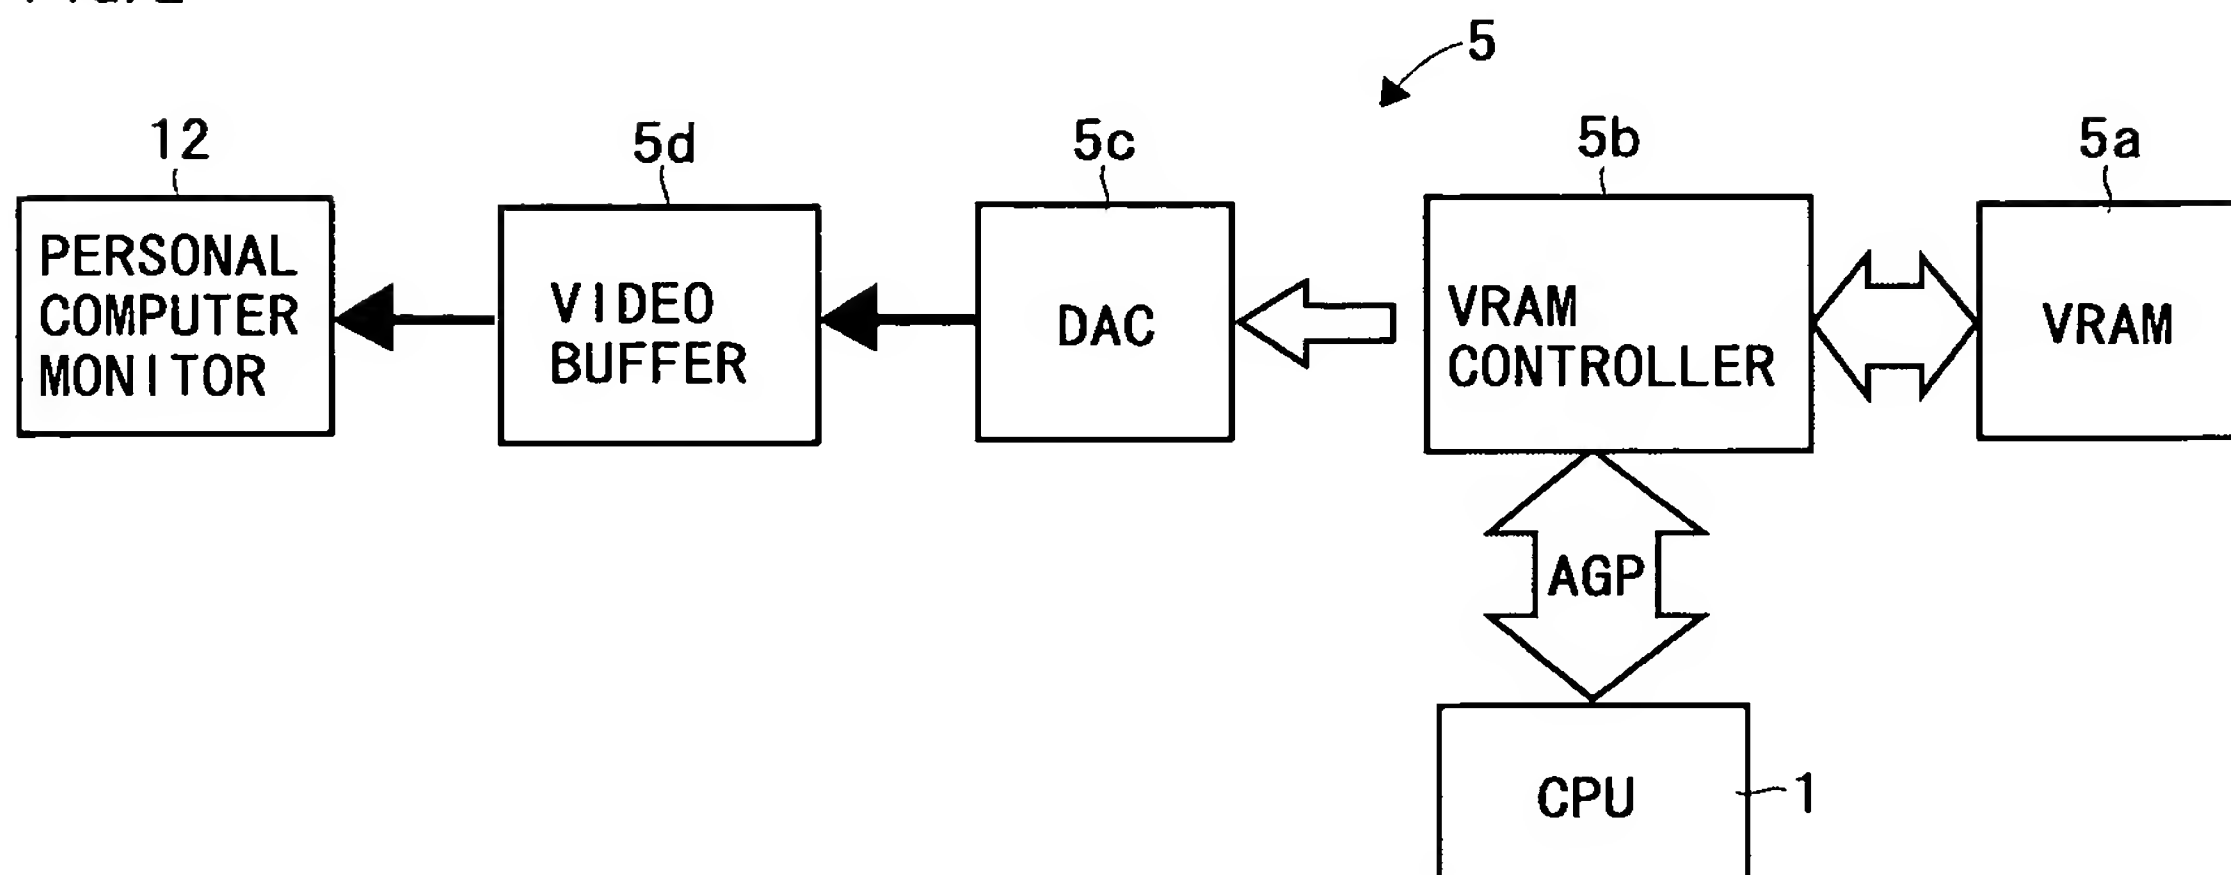 5
12
5d
5c
5b
5a
PERSONAL
COMPUTER
MONITOR
VIDEO
BUFFER
DAC
VRAM
CONTROLLER
VRAM
AGP
CPU
1